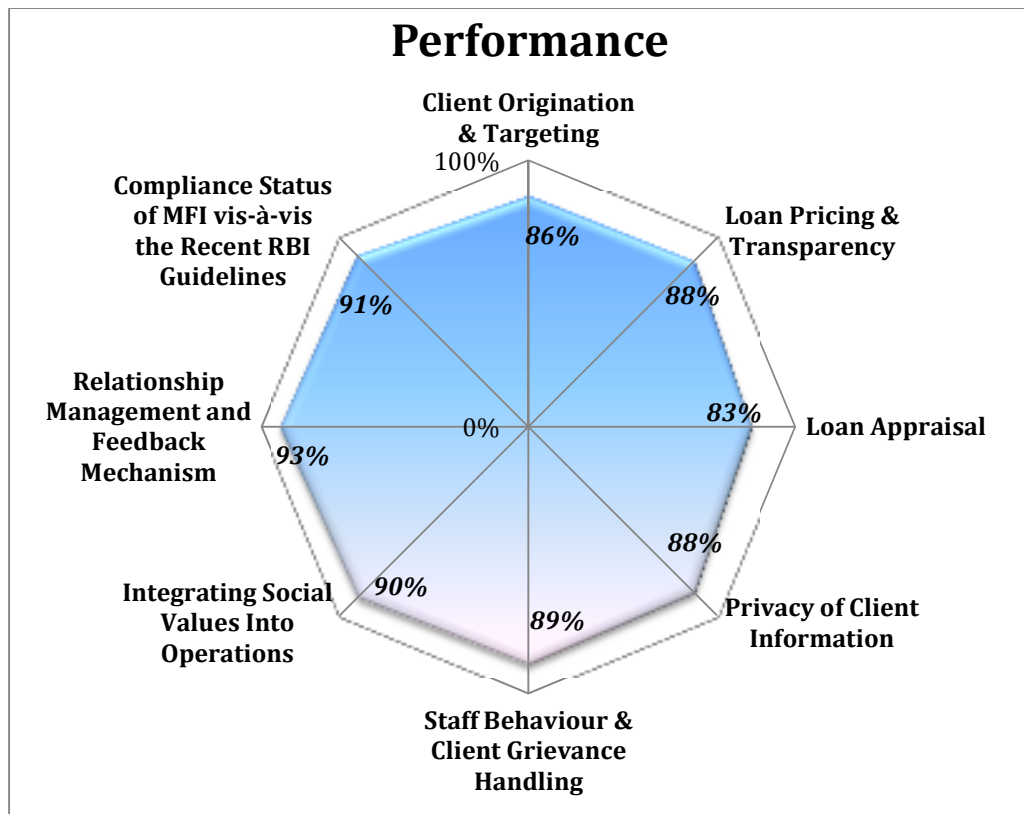 Performance
Client Origination
& Targeting
100%
86%
Loan Pricing &
Transparency
88%
83%
Loan Appraisal
88%
Privacy of Client
Information
89%
Staff Behaviour &
Client Grievance
Handling
90%
Integrating Social
Values Into
Operations
93%
Relationship
Management and
Feedback
Mechanism
91%
Compliance Status
of MFI vis-à-vis
the Recent RBI
Guidelines
0%